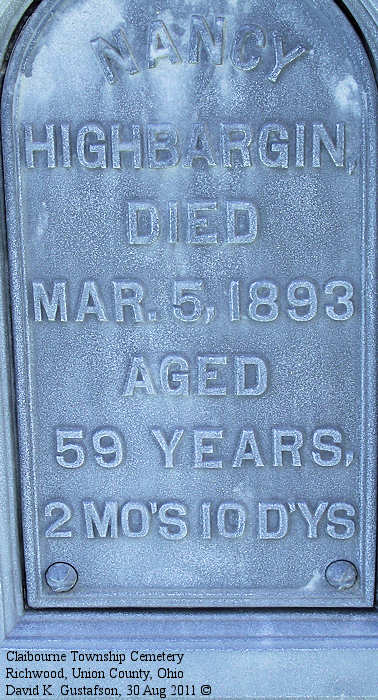 NANCY
HIGHBARGIN,
DIED
MAR. 5, 1893
AGED
59 YEARS,
2 MO'S 10 D'YS
Claibourne Township Cemetery
Richwood, Union County, Ohio
David K. Gustafson, 30 Aug 2011 ©